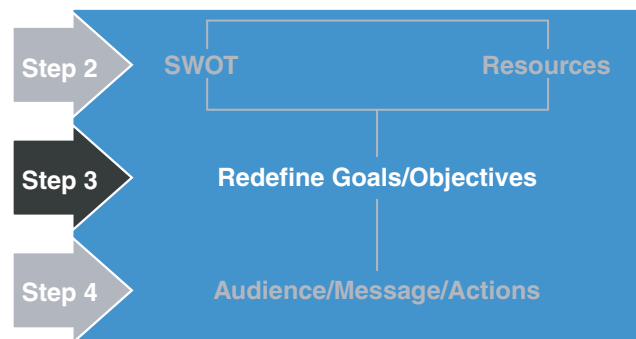 Step 2 SWOT Resources
Step 3 Redefine Goals/Objectives
Step 4 Audience/Message/Actions